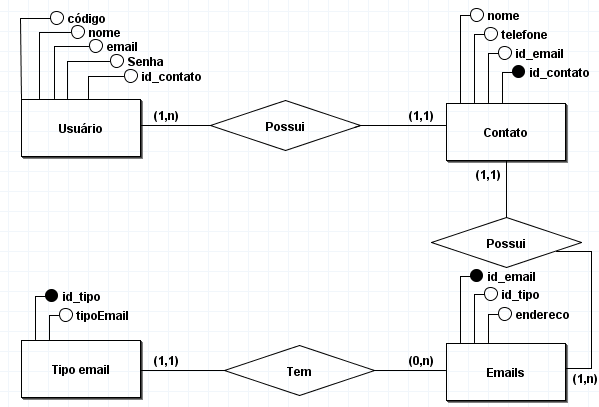 código
nome
email
Senha
id_contato
Usuário
(1,n)
Possui
(1,1)
nome
telefone
id_email
id_contato
Contato
(1,1)
Possui
(1,n)
id_email
id_tipo
endereco
Emails
(0,n)
Tem
(1,1)
id_tipo
tipoEmail
Tipo email